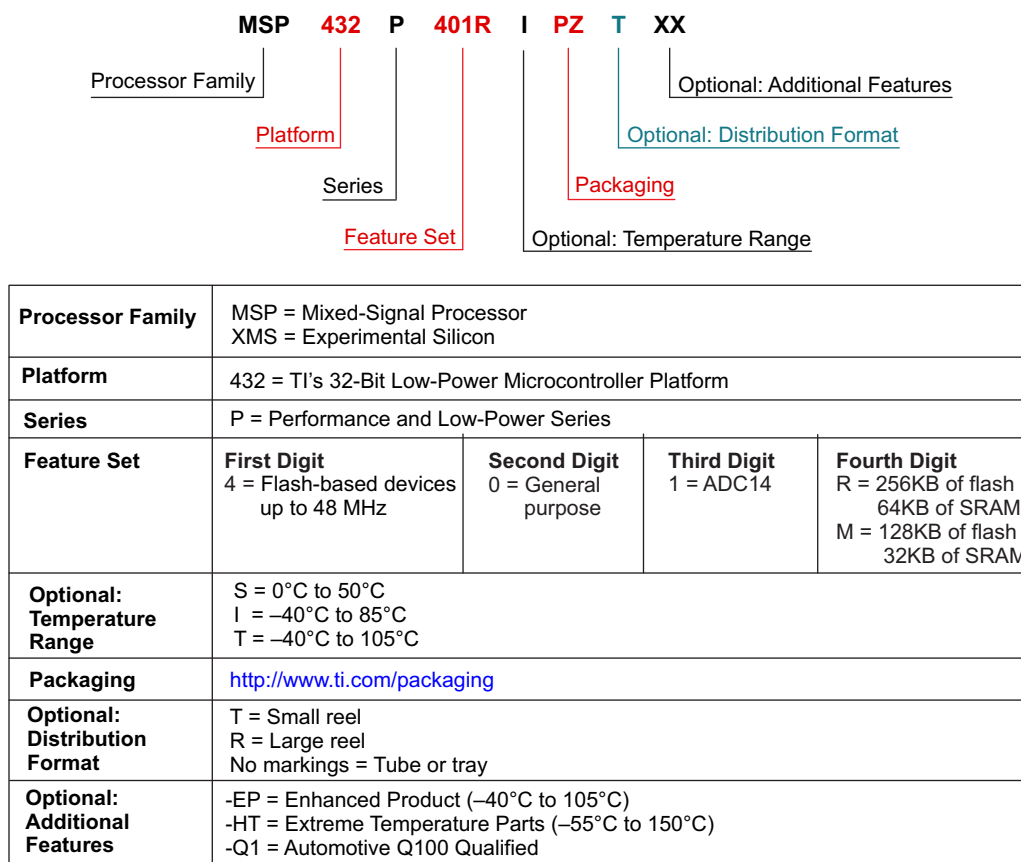 MSP 432 P 401R I PZ T XX
Processor Family
Optional: Additional Features
Platform
Optional: Distribution Format
Series
Packaging
Feature Set
Optional: Temperature Range
Processor Family
MSP = Mixed-Signal Processor
XMS = Experimental Silicon
Platform
432 = TI's 32-Bit Low-Power Microcontroller Platform
Series
P = Performance and Low-Power Series
Feature Set
First Digit
4 = Flash-based devices
up to 48 MHz
Second Digit
0 = General
purpose
Third Digit
1 = ADC14
Fourth Digit
R = 256KB of flash
64KB of SRAM
M = 128KB of flash
32KB of SRAM
Optional:
Temperature
Range
S = 0°C to 50°C
I = –40°C to 85°C
T = –40°C to 105°C
Packaging
http://www.ti.com/packaging
Optional:
Distribution
Format
T = Small reel
R = Large reel
No markings = Tube or tray
Optional:
Additional
Features
-EP = Enhanced Product (–40°C to 105°C)
-HT = Extreme Temperature Parts (–55°C to 150°C)
-Q1 = Automotive Q100 Qualified